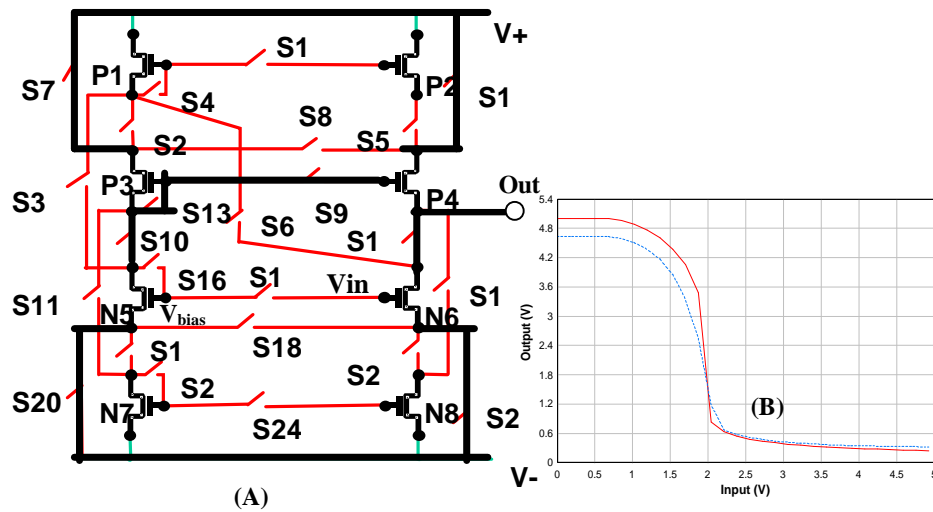 V+
S1
P1
P2
S7
S1
S4
S8
S2
S5
P3
P4
Out
S3
S13
S9
S6
S1
S10
S16
S1
Vin
S1
S11
N5
Vbias
N6
S18
S1
S2
S2
S20
N7
N8
S2
S24
V-
(A)
5.4
4.8
4.2
3.6
3
2.4
1.8
1.2
0.6
0
Output (V)
(B)
0 0.5 1 1.5 2 2.5 3 3.5 4 4.5 5
Input (V)